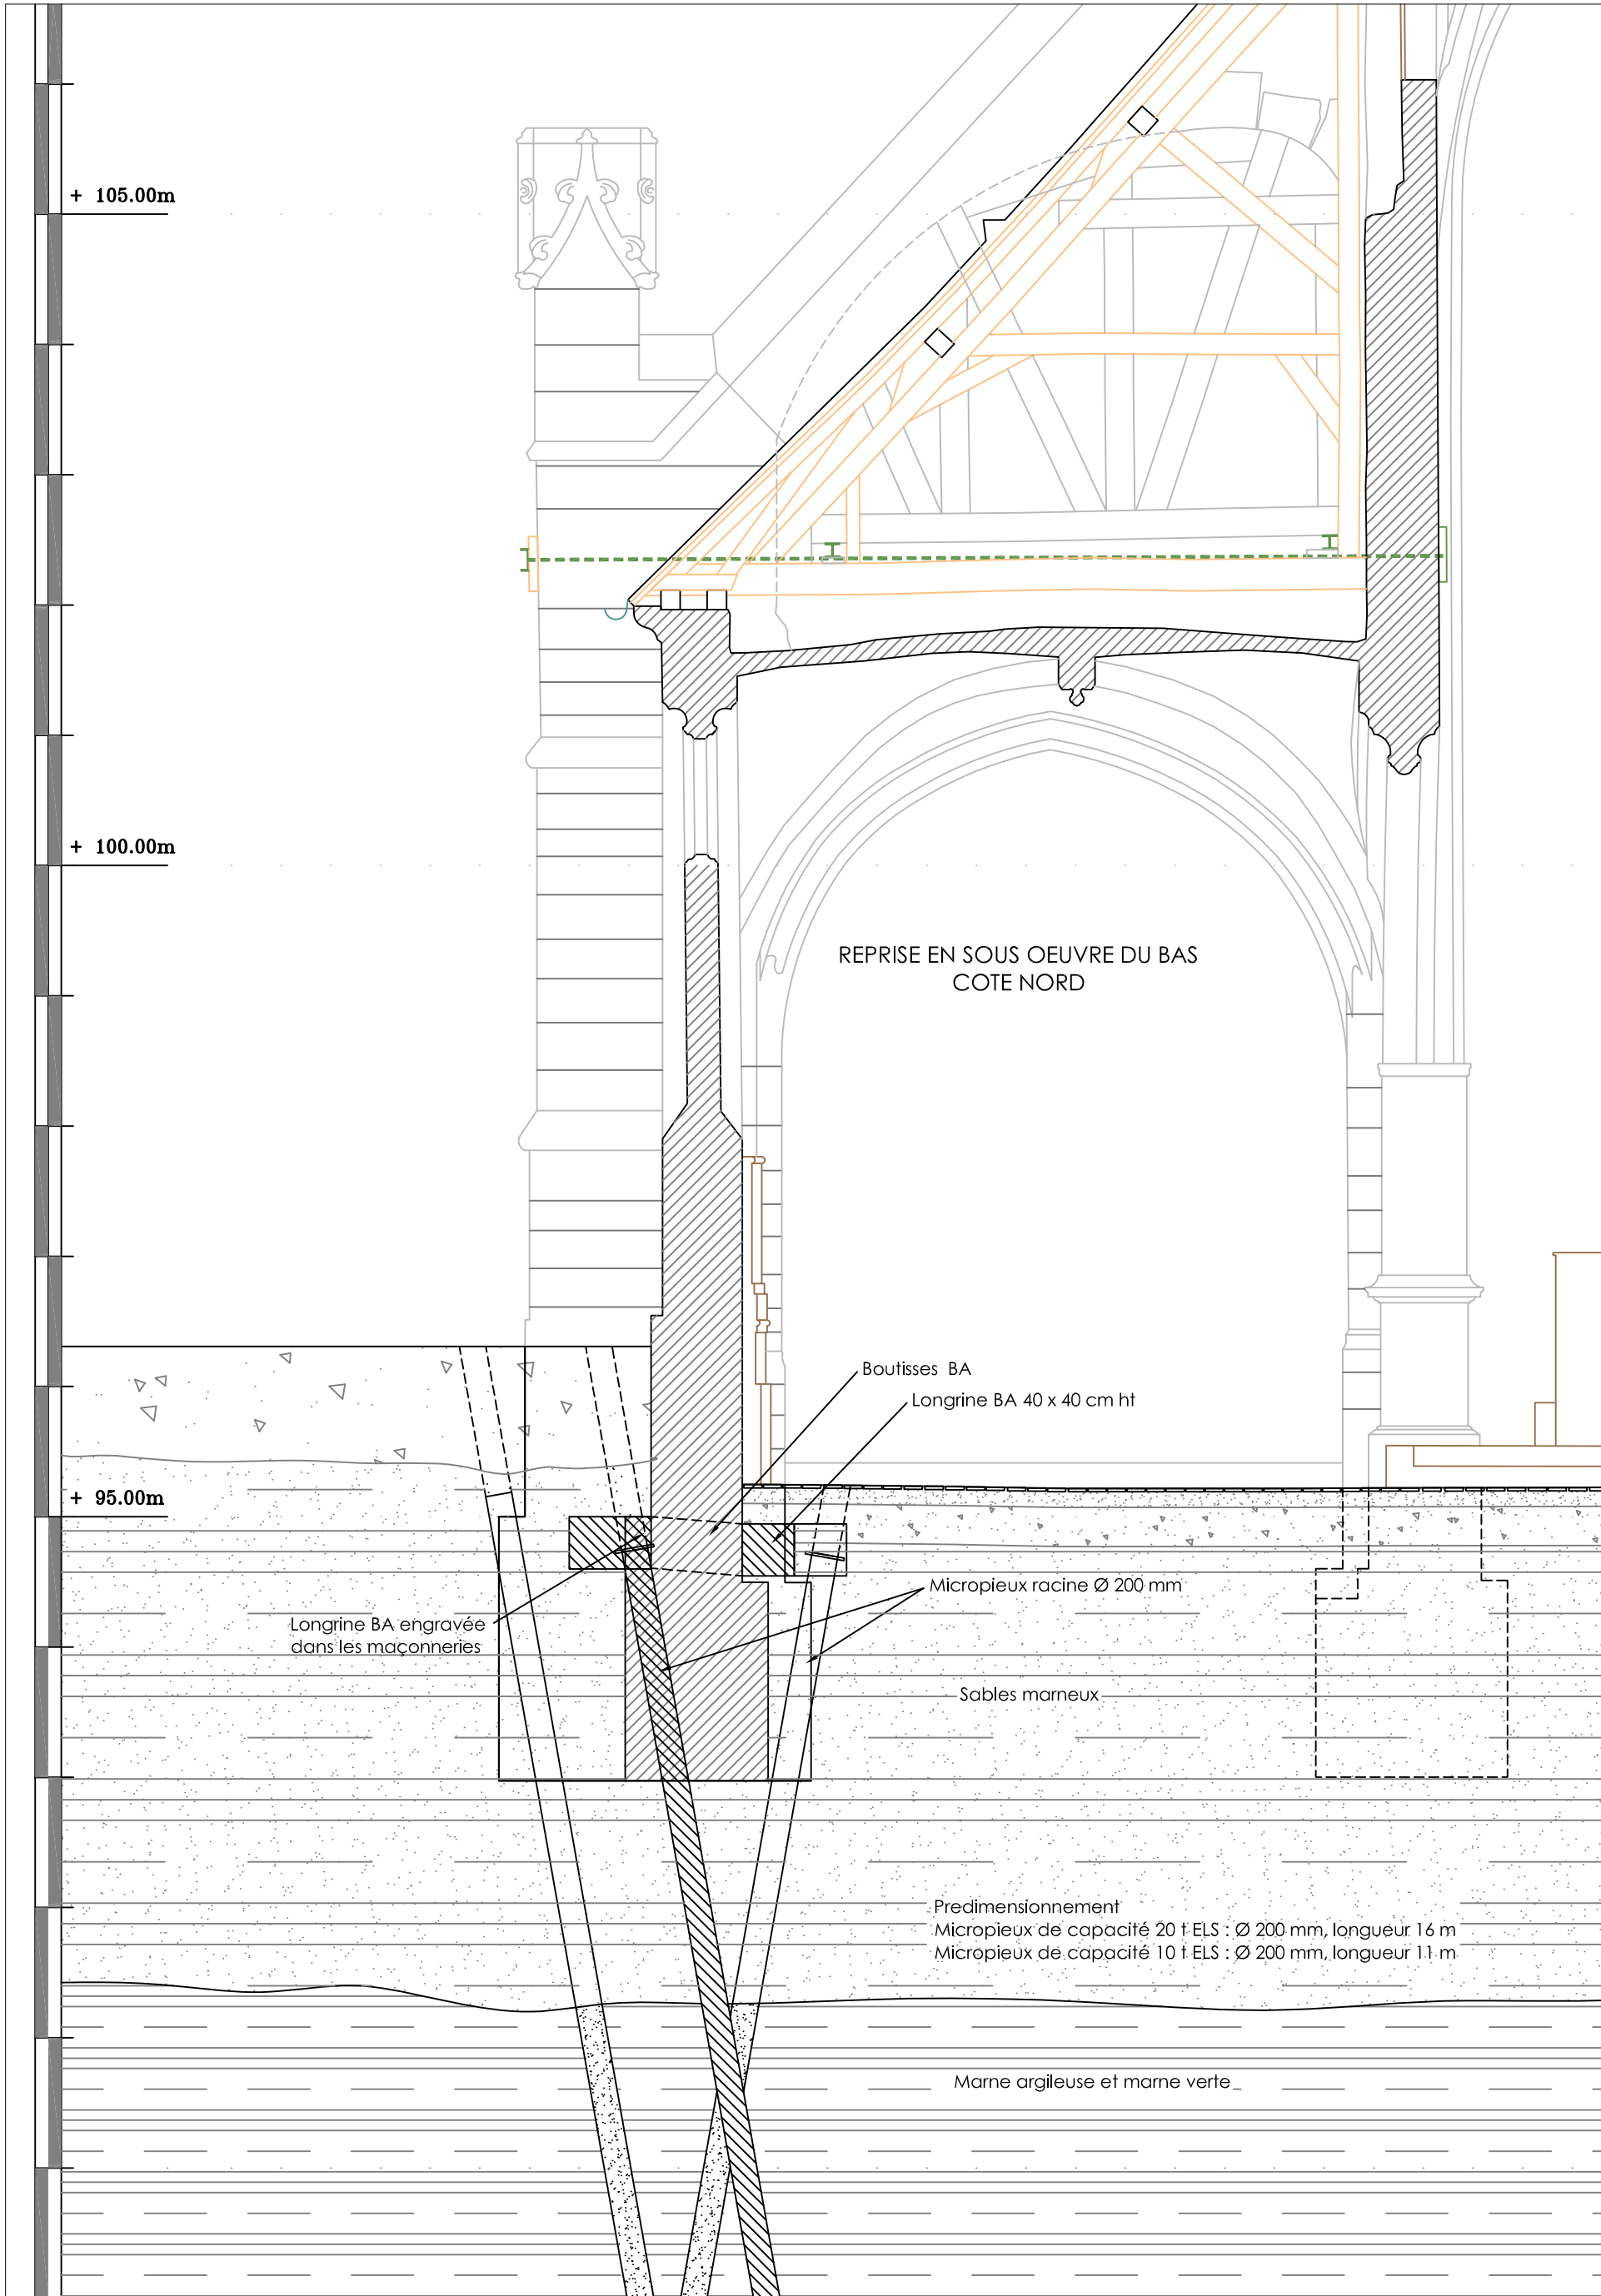 + 105.00m
+ 100.00m
REPRISE EN SOUS OEUVRE DU BAS
COTE NORD
Boutisses BA
Longrine BA 40 x 40 cm ht
+ 95.00m
Micropieux racine Ø 200 mm
Longrine BA engravée
dans les maçonneries
Sables marneux
Predimensionnement
Micropieux de capacité 20 t ELS : Ø 200 mm, longueur 16 m
Micropieux de capacité 10 t ELS : Ø 200 mm, longueur 11 m
Marne argileuse et marne verte